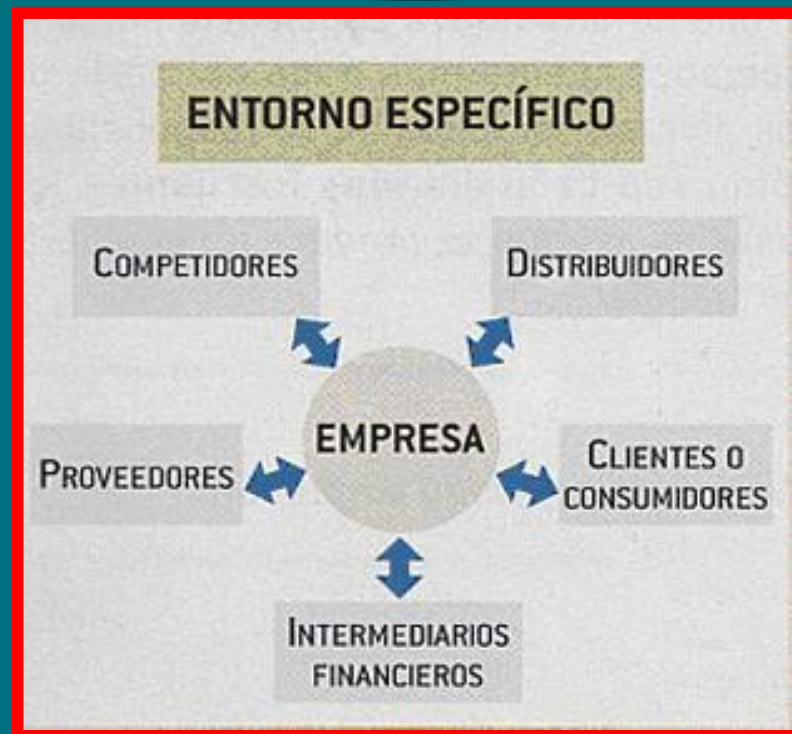 ENTORNO ESPECÍFICO
COMPETIDORES
DISTRIBUIDORES
EMPRESA
PROVEEDORES
CLIENTES O
CONSUMIDORES
INTERMEDIARIOS
FINANCIEROS